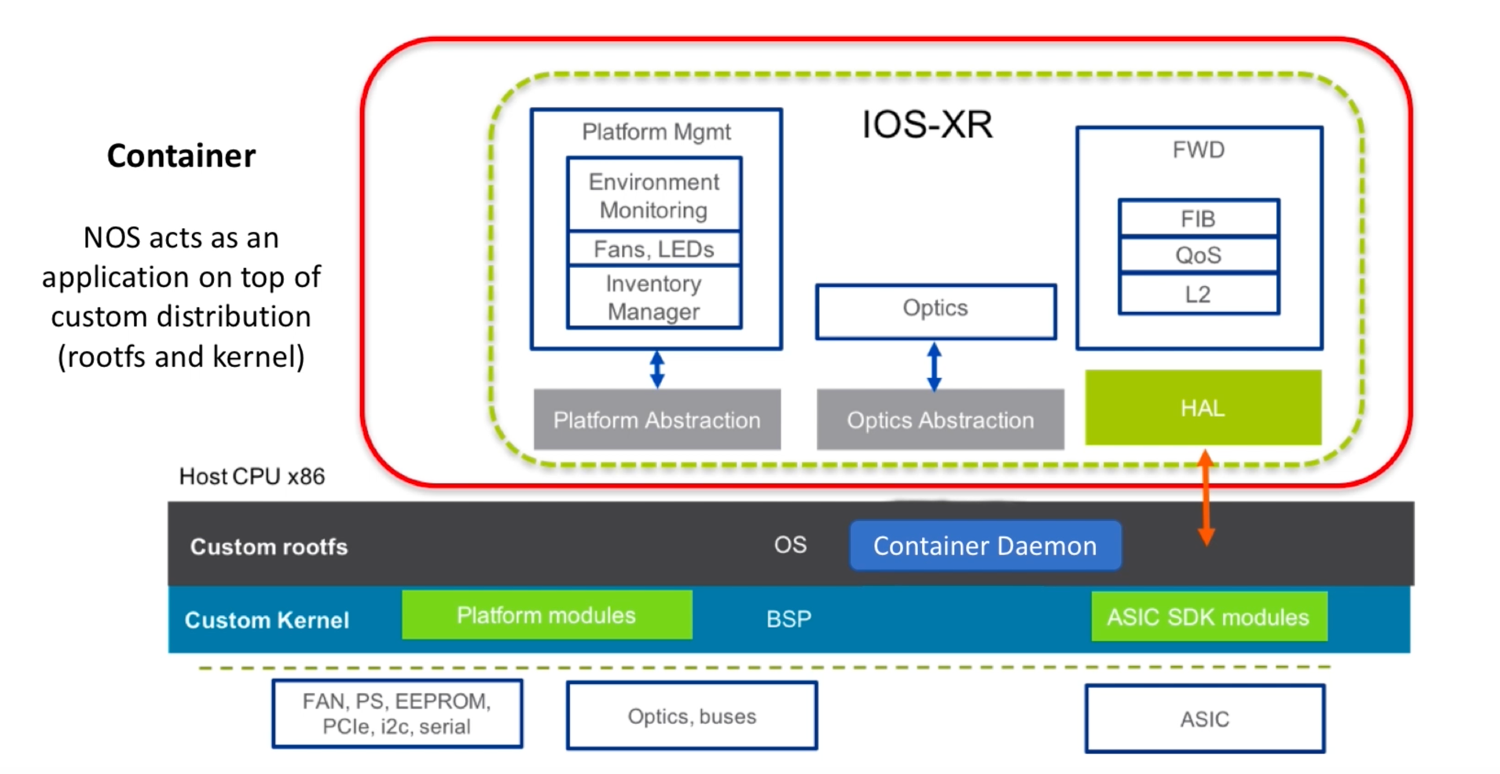 Container
NOS acts as an
application on top of
custom distribution
(rootfs and kernel)
IOS-XR
Platform Mgmt
Environment
Monitoring
Fans, LEDs
Inventory
Manager
Optics
FWD
FIB
QoS
L2
Platform Abstraction
Optics Abstraction
HAL
Host CPU x86
Custom rootfs
OS
Container Daemon
Custom Kernel
Platform modules
BSP
ASIC SDK modules
FAN, PS, EEPROM,
PCIe, i2c, serial
Optics, buses
ASIC